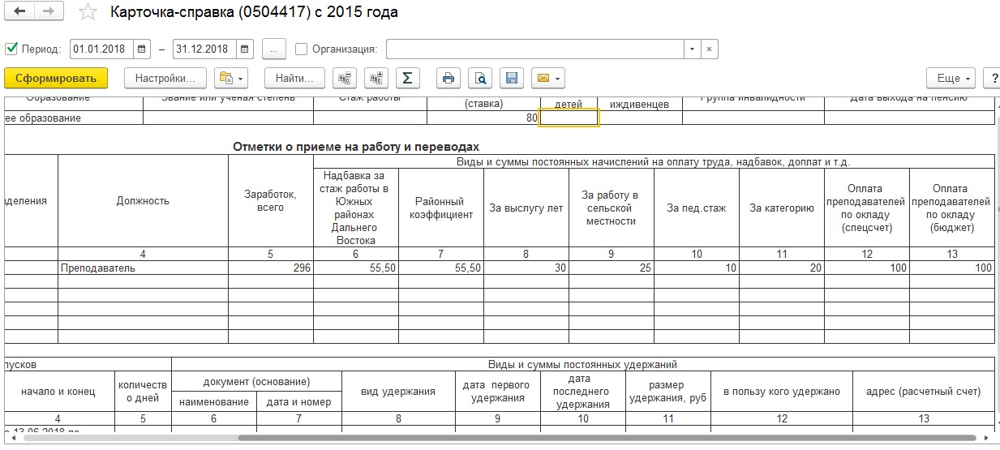 Карточка-справка (0504417) с 2015 года
Период: 01.01.2018 – 31.12.2018 ... Организация:
Сформировать Настройки... Найти... Σ Еще ?
Образование Звание или ученая степень Стаж работы (ставка) детей иждивенцев Группа инвалидности Дата выхода на пенсию
ее образование 80
Отметки о приеме на работу и переводах
зделения Должность Заработок, всего Виды и суммы постоянных начислений на оплату труда, надбавок, доплат и т.д.
Надбавка за стаж работы в Южных районах Дальнего Востока Районный коэффициент За выслугу лет За работу в сельской местности За пед.стаж За категорию Оплата преподавателей по окладу (спецсчет) Оплата преподавателей по окладу (бюджет)
4 5 6 7 8 9 10 11 12 13
Преподаватель 296 55,50 55,50 30 25 10 20 100 100
пусков Виды и суммы постоянных удержаний
начало и конец количеств о дней документ (основание) вид удержания дата первого удержания дата последнего удержания размер удержания, руб в пользу кого удержано адрес (расчетный счет)
наименование дата и номер
4 5 6 7 8 9 10 11 12 13
с 13.06.2018 по